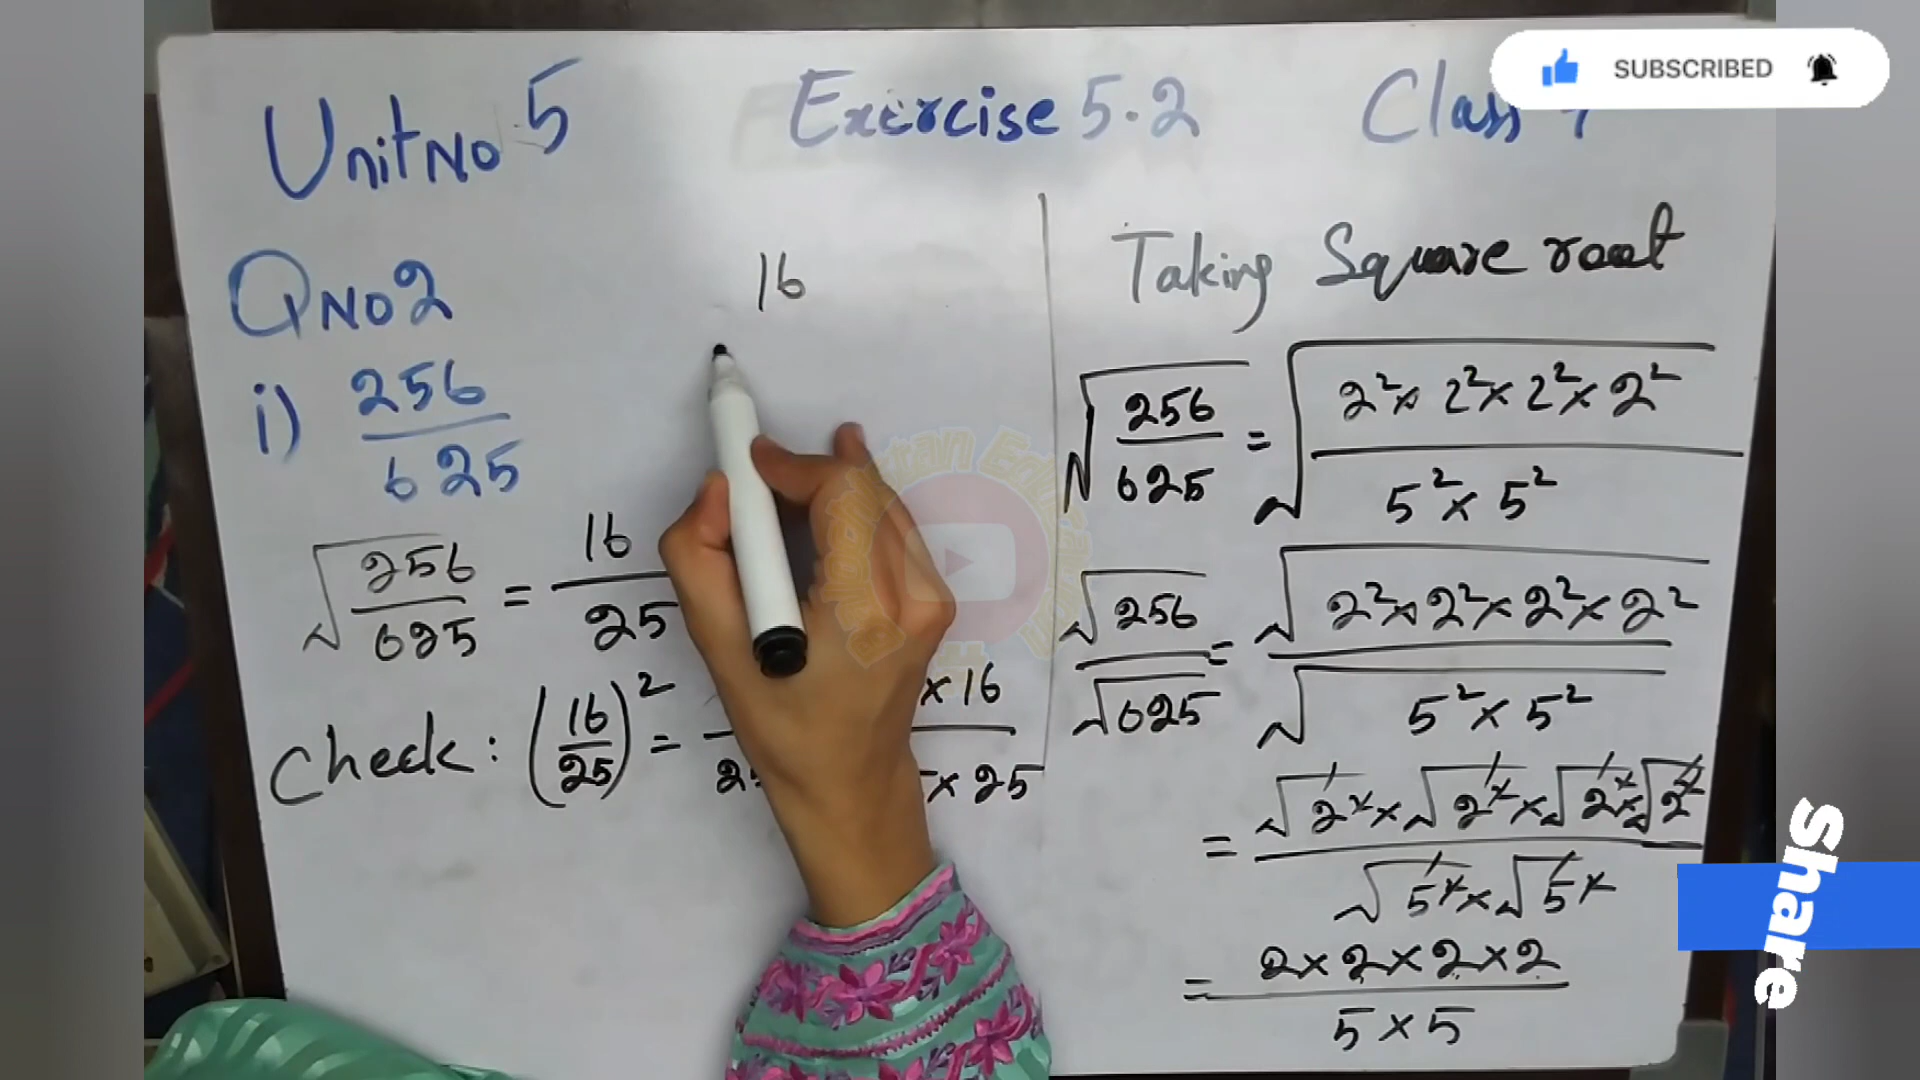 SUBSCRIBED
Unit No 5 Exercise 5.2 Class
Q No 2
i) 256/625
√(256/625) = 16/25
Check: (16/25)² =
x 16
x 25
16
Taking Square root
√(256/625) = √((2² x 2² x 2² x 2²)/(5² x 5²))
√256/√625 = √(2² x 2² x 2² x 2²)/√(5² x 5²)
= (√2² x √2² x √2² x √2²)/(√5² x √5²)
= (2 x 2 x 2 x 2)/(5 x 5)
Share